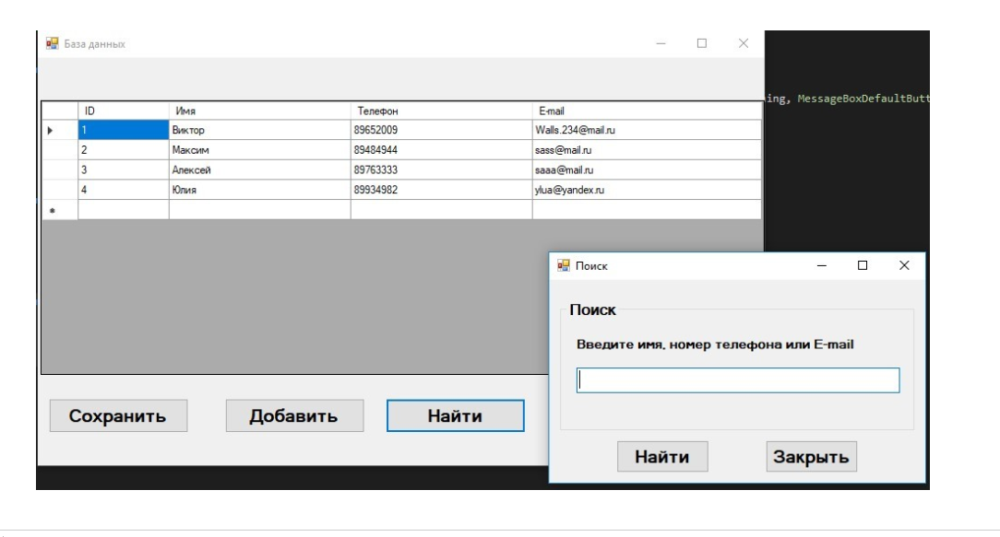 База данных
ing, MessageBoxDefaultButt
ID Имя Телефон E-mail
1 Виктор 89652009 Walls.234@mail.ru
2 Максим 89484944 sass@mail.ru
3 Алексей 89763333 saaa@mail.ru
4 Юлия 89934982 ylua@yandex.ru
Поиск
Поиск
Введите имя, номер телефона или E-mail
Сохранить Добавить Найти
Найти Закрыть